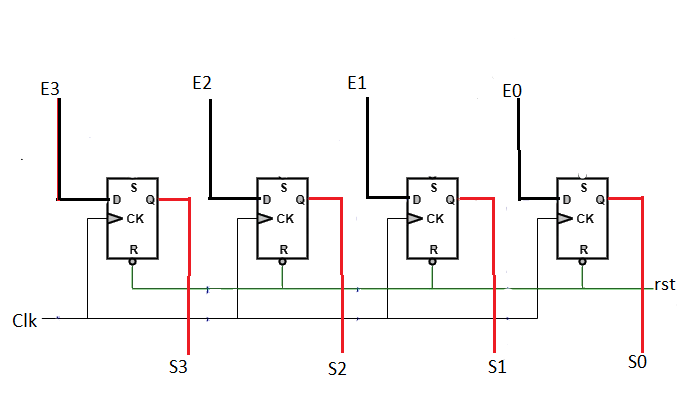 E3 E2 E1 E0
S S S S
D Q D Q D Q D Q
CK CK CK CK
R R R R
rst
Clk
S3 S2 S1 S0